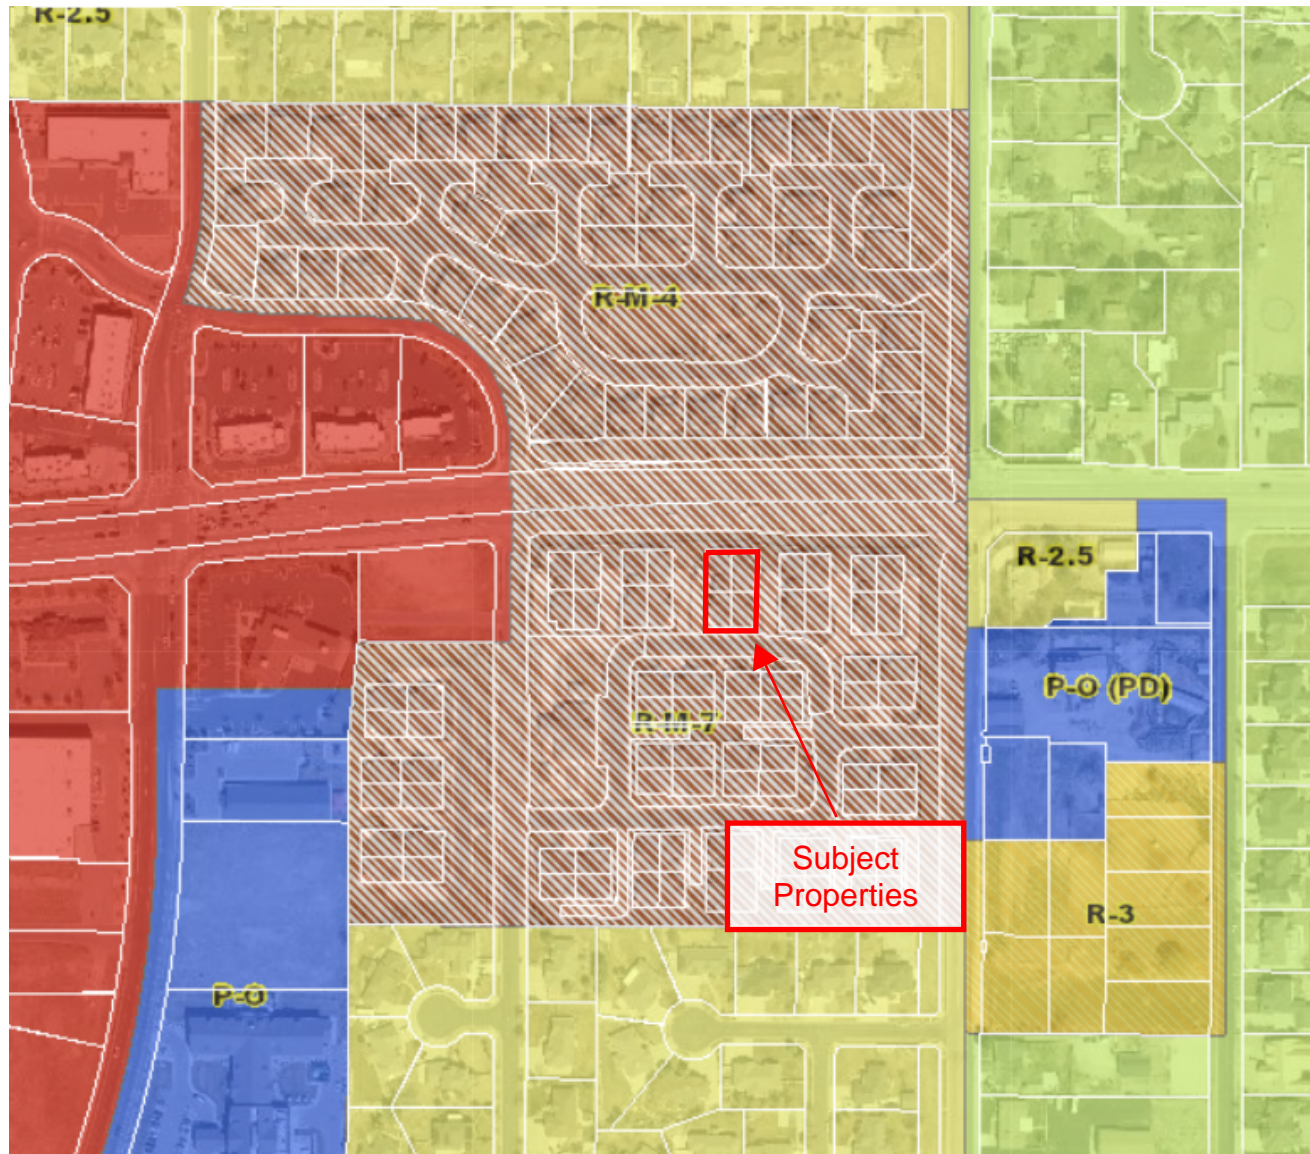 R-2.5
R-M-4
R-2.5
P-O (PD)
R-M-7
Subject
Properties
R-3
P-O